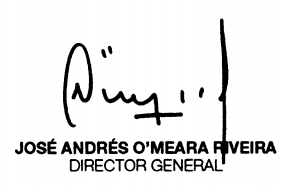 JOSÉ ANDRÉS O'MEARA RIVEIRA
DIRECTOR GENERAL